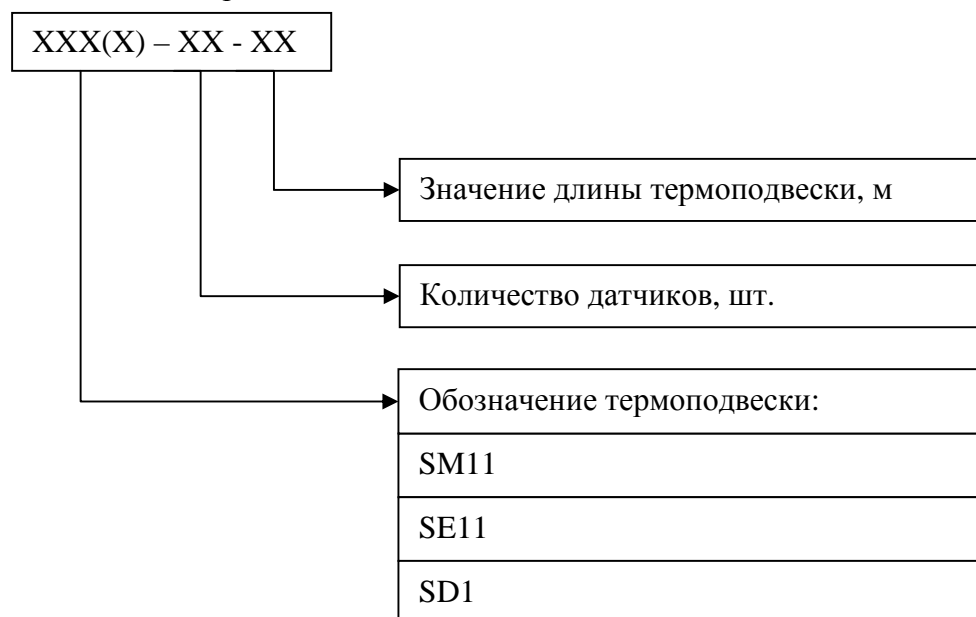 XXX(X) – XX - XX
Значение длины термоподвески, м
Количество датчиков, шт.
Обозначение термоподвески:
SM11
SE11
SD1